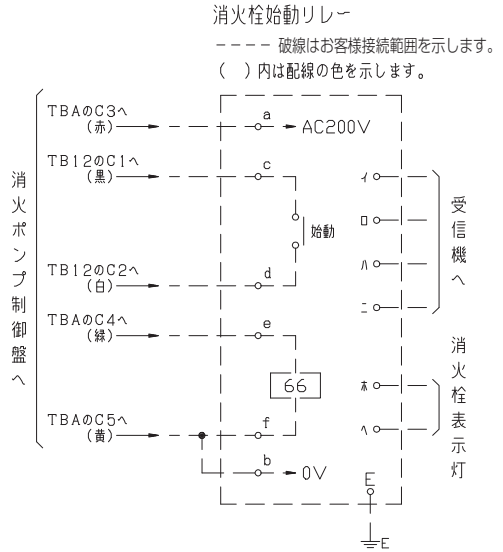 消火栓始動リレー
---- 破線はお客様接続範囲を示します。
( )内は配線の色を示します。
消火ポンプ制御盤へ
TBAのC3へ
(赤)
a
AC200V
TB12のC1へ
(黒)
c
始動
TB12のC2へ
(白)
d
TBAのC4へ
(緑)
e
66
TBAのC5へ
(黄)
f
b
0V
イ
ロ
ハ
ニ
受信機へ
ホ
ヘ
消火栓表示灯
E
E